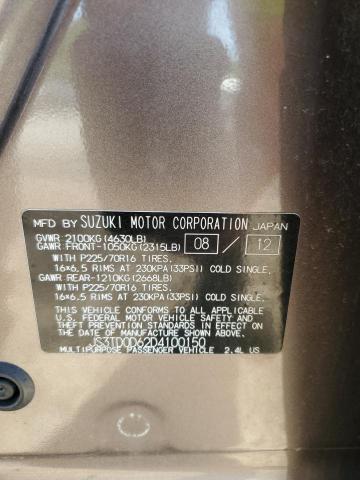 MFD BY SUZUKI MOTOR CORPORATION JAPAN
GVWR 2100KG (4630LB)
GAWR FRONT-1050KG (2315LB) 08 / 12
WITH P225/70R16 TIRES,
16×6.5 RIMS AT 230KPA (33PSI) COLD SINGLE,
GAWR REAR-1210KG (2668LB)
WITH P225/70R16 TIRES,
16×6.5 RIMS AT 230KPA (33PSI) COLD SINGLE,
THIS VEHICLE CONFORMS TO ALL APPLICABLE
U.S. FEDERAL MOTOR VEHICLE SAFETY
AND THEFT PREVENTION STANDARDS IN EFFECT ON
THE DATE OF MANUFACTURE SHOWN ABOVE.
JS3TD0D62D4100150
MULTIPURPOSE PASSENGER VEHICLE 2.4L US